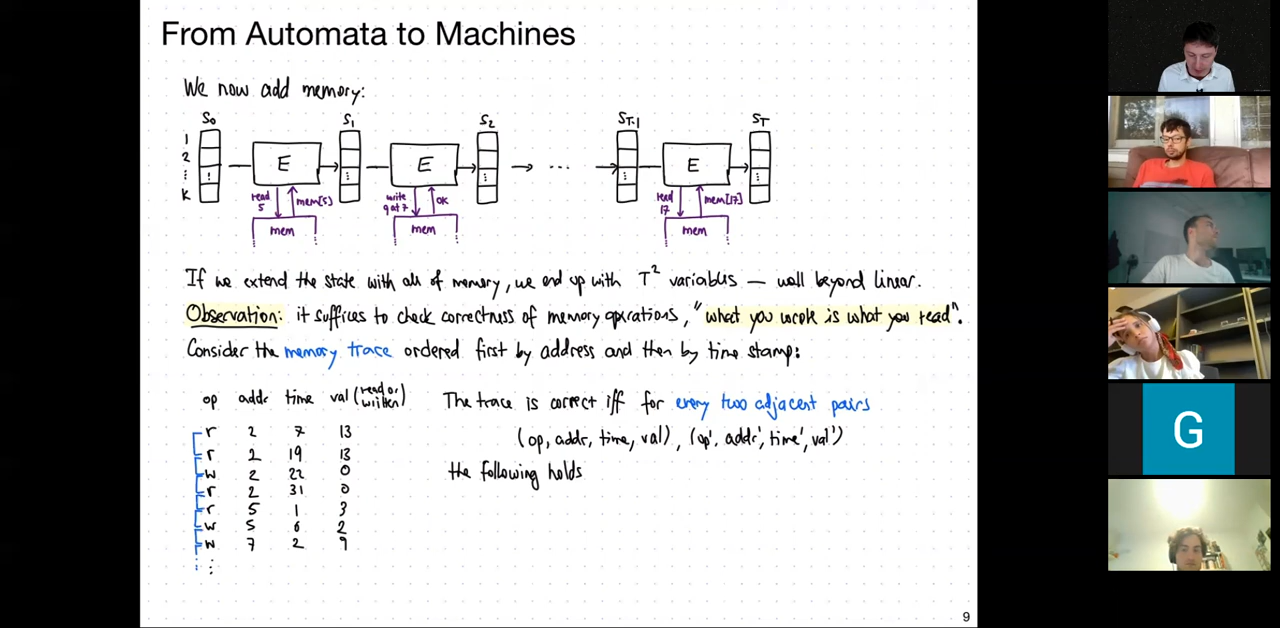 From Automata to Machines
We now add memory:
S0 S1 S2 ST-1 ST
1
2
⋮
k
E E … E
read 5 mem[5] write 9 at 7 ok read 17 mem[17]
mem mem mem
If we extend the state with all of memory, we end up with T² variables — well beyond linear.
Observation: it suffices to check correctness of memory operations, "what you wrote is what you read".
Consider the memory trace ordered first by address and then by time stamp:
op addr time val (read or written)
r 2 7 13
r 2 19 13
w 2 22 0
r 2 31 0
r 5 1 3
w 5 6 2
w 7 2 9
⋮
The trace is correct iff for every two adjacent pairs
(op, addr, time, val), (op', addr', time', val')
the following holds
G
9